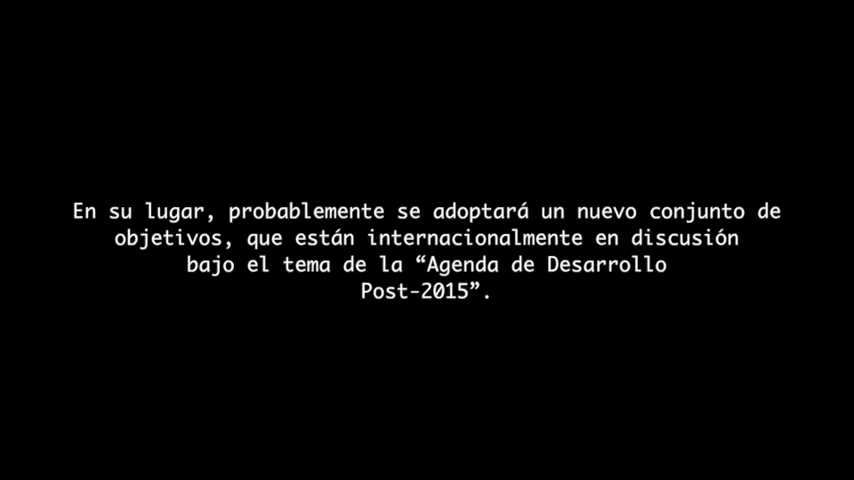 En su lugar, probablemente se adoptará un nuevo conjunto de
objetivos, que están internacionalmente en discusión
bajo el tema de la “Agenda de Desarrollo
Post-2015”.